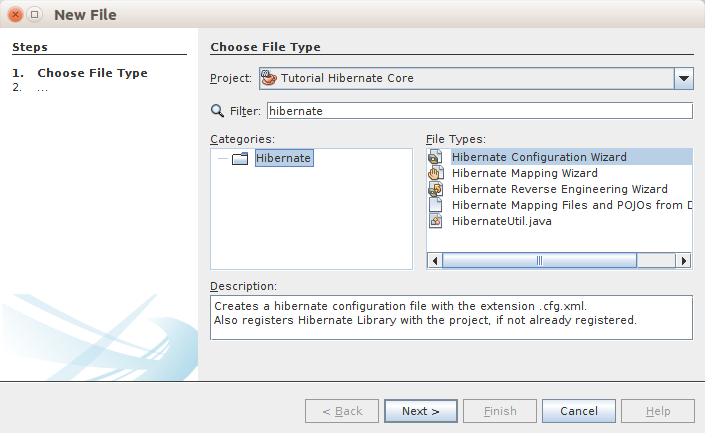 New File
Steps
1. Choose File Type
2. ...
Choose File Type
Project: Tutorial Hibernate Core
Filter: hibernate
Categories:
Hibernate
File Types:
Hibernate Configuration Wizard
Hibernate Mapping Wizard
Hibernate Reverse Engineering Wizard
Hibernate Mapping Files and POJOs from D
HibernateUtil.java
Description:
Creates a hibernate configuration file with the extension .cfg.xml.
Also registers Hibernate Library with the project, if not already registered.
< Back
Next >
Finish
Cancel
Help